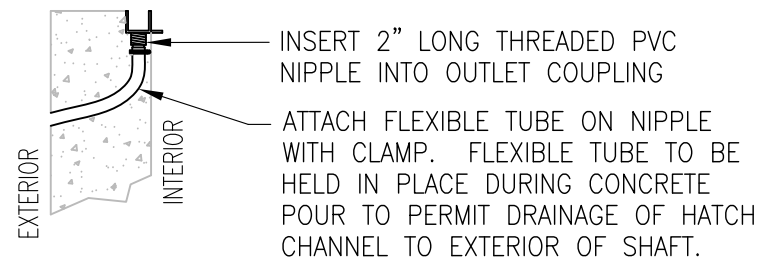 INSERT 2” LONG THREADED PVC
NIPPLE INTO OUTLET COUPLING
ATTACH FLEXIBLE TUBE ON NIPPLE
WITH CLAMP. FLEXIBLE TUBE TO BE
HELD IN PLACE DURING CONCRETE
POUR TO PERMIT DRAINAGE OF HATCH
CHANNEL TO EXTERIOR OF SHAFT.
EXTERIOR
INTERIOR